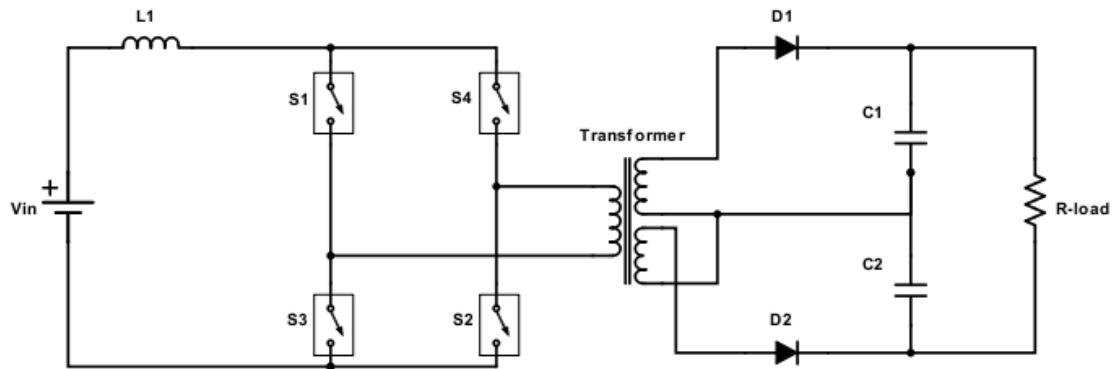 L1
D1
S1
S4
C1
Transformer
+
Vin
R-load
C2
S3
S2
D2